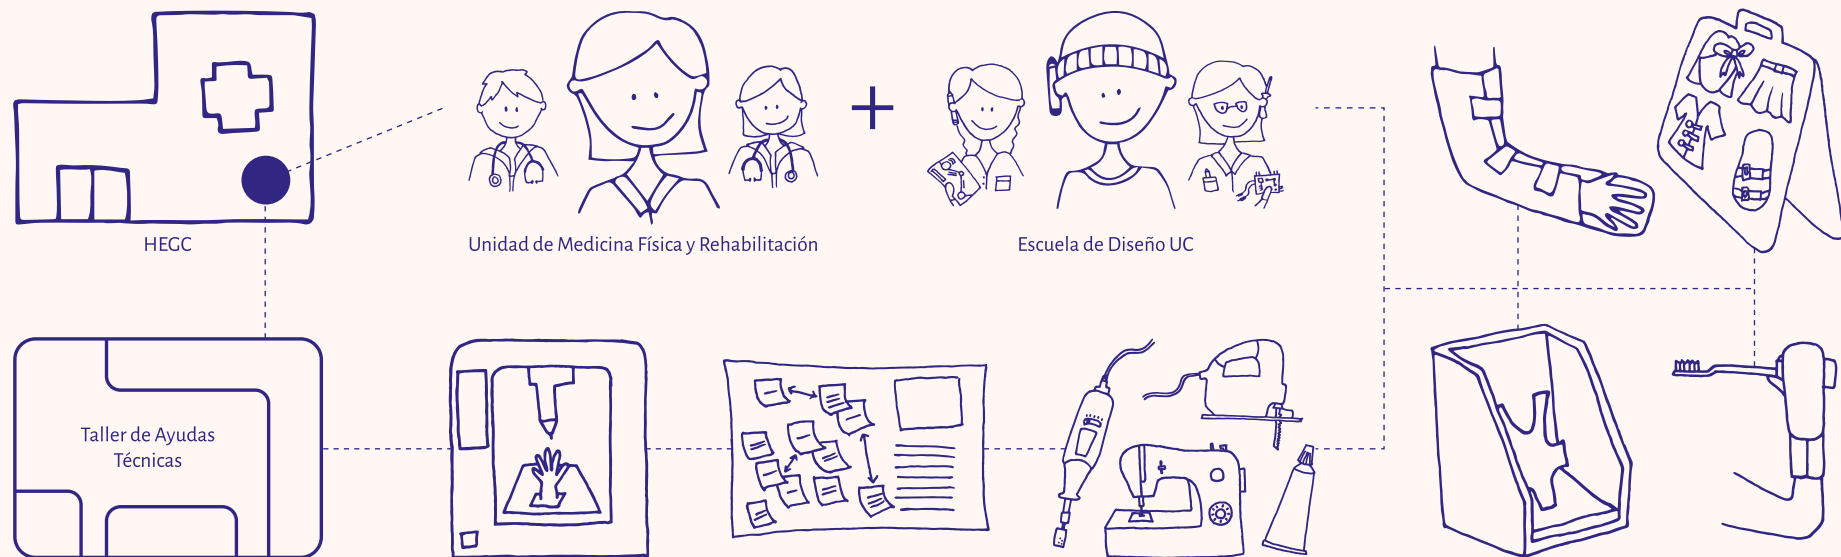 HEGC
Unidad de Medicina Física y Rehabilitación
Escuela de Diseño UC
Taller de Ayudas
Técnicas